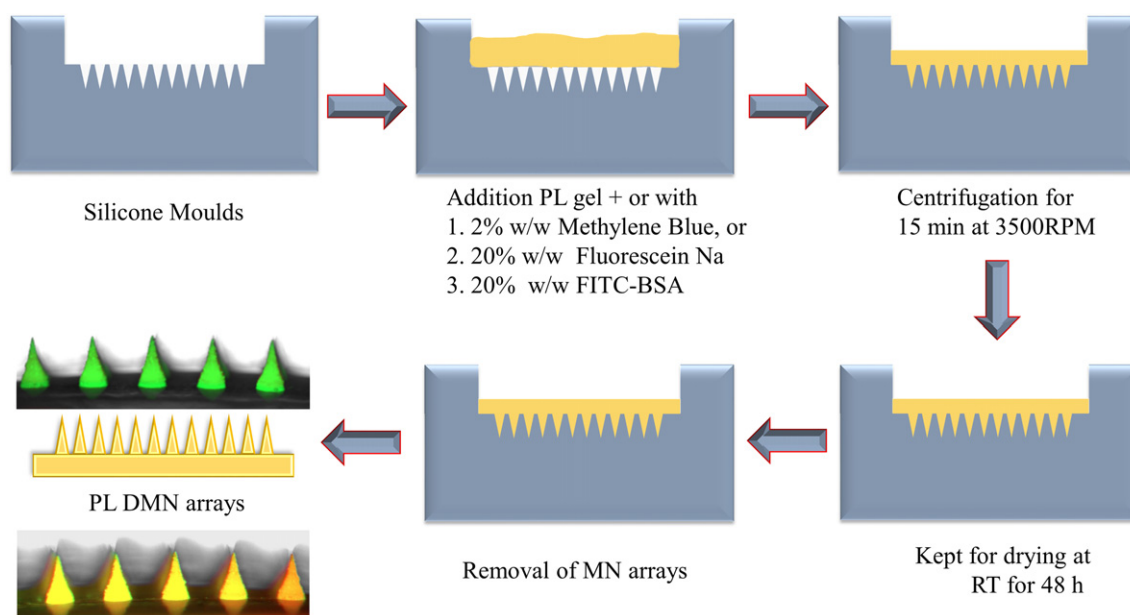 Silicone Moulds
Addition PL gel + or with
1. 2% w/w Methylene Blue, or
2. 20% w/w Fluorescein Na
3. 20% w/w FITC-BSA
Centrifugation for
15 min at 3500RPM
Kept for drying at
RT for 48 h
Removal of MN arrays
PL DMN arrays